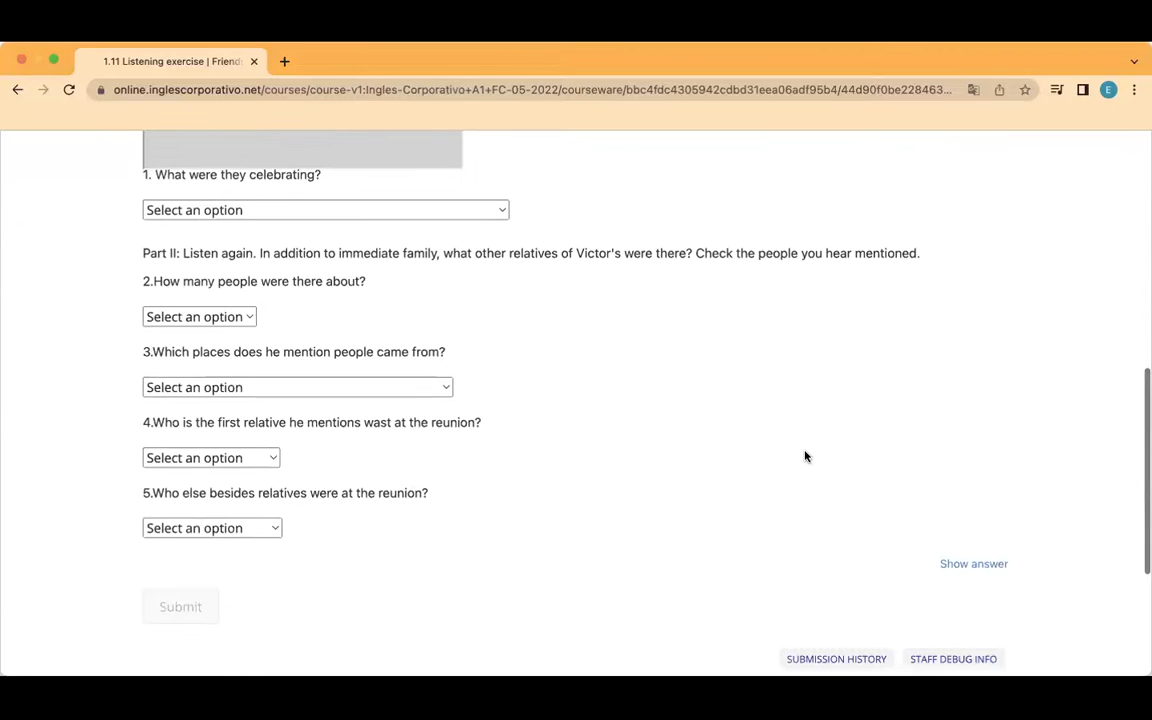 1.11 Listening exercise | Friend
online.inglescorporativo.net/courses/course-v1:Ingles-Corporativo+A1+FC-05-2022/courseware/bbc4fdc4305942cdbd31eea06adf95b4/44d90f0be228463...
E
1. What were they celebrating?
Select an option
Part II: Listen again. In addition to immediate family, what other relatives of Victor's were there? Check the people you hear mentioned.
2.How many people were there about?
Select an option
3.Which places does he mention people came from?
Select an option
4.Who is the first relative he mentions wast at the reunion?
Select an option
5.Who else besides relatives were at the reunion?
Select an option
Show answer
Submit
SUBMISSION HISTORY STAFF DEBUG INFO